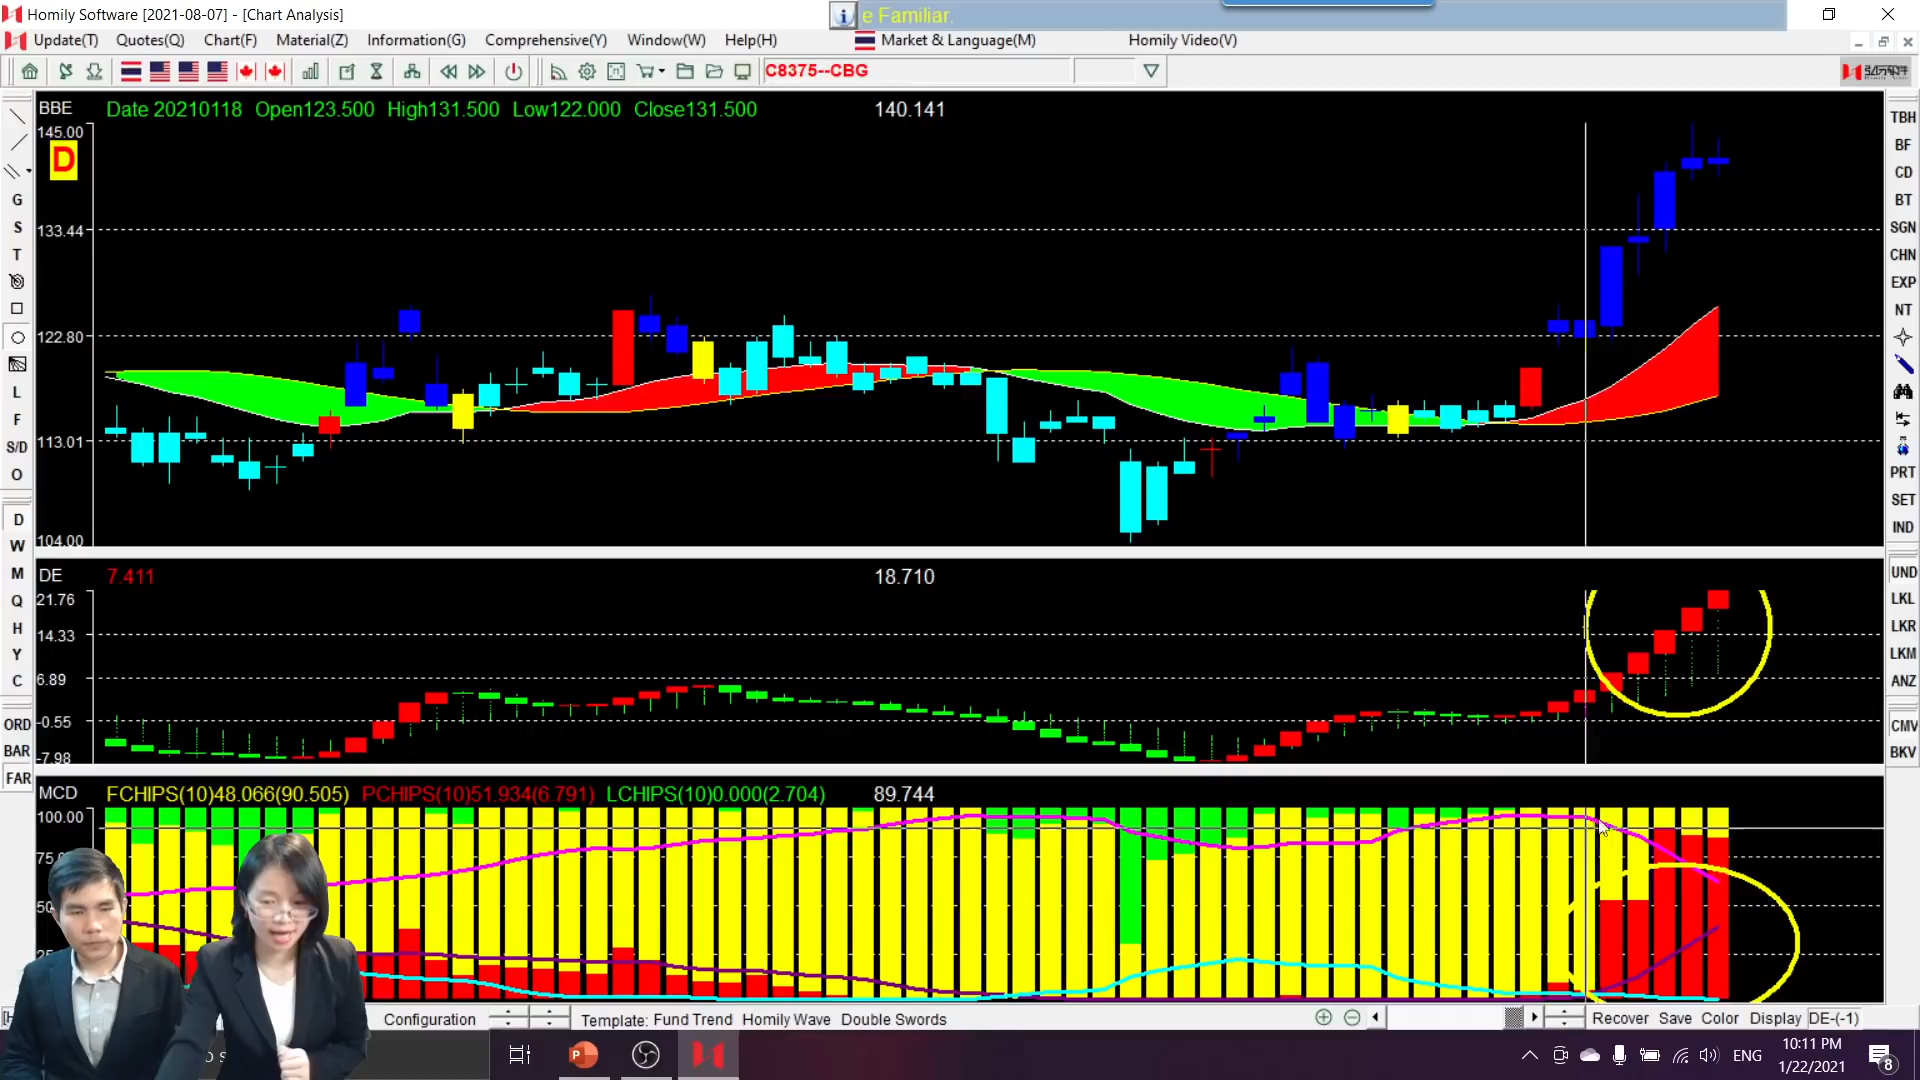 Homily Software [2021-08-07] - [Chart Analysis]
e Familiar.
Update(T) Quotes(Q) Chart(F) Material(Z) Information(G) Comprehensive(Y) Window(W) Help(H) Market & Language(M) Homily Video(V)
C8375--CBG
弘历软件
BBE Date 20210118 Open123.500 High131.500 Low122.000 Close131.500 140.141
145.00
D
133.44
122.80
113.01
104.00
DE 7.411 18.710
21.76
14.33
6.89
-0.55
-7.98
MCD FCHIPS(10)48.066(90.505) PCHIPS(10)51.934(6.791) LCHIPS(10)0.000(2.704) 89.744
100.00
G
S
T
L
F
S/D
O
D
W
M
Q
H
Y
C
ORD
BAR
FAR
TBH
BF
CD
BT
SGN
CHN
EXP
NT
PRT
SET
IND
UND
LKL
LKR
LKM
ANZ
CMV
BKV
Configuration Template: Fund Trend Homily Wave Double Swords Recover Save Color Display DE-(-1)
ENG
10:11 PM
1/22/2021
8